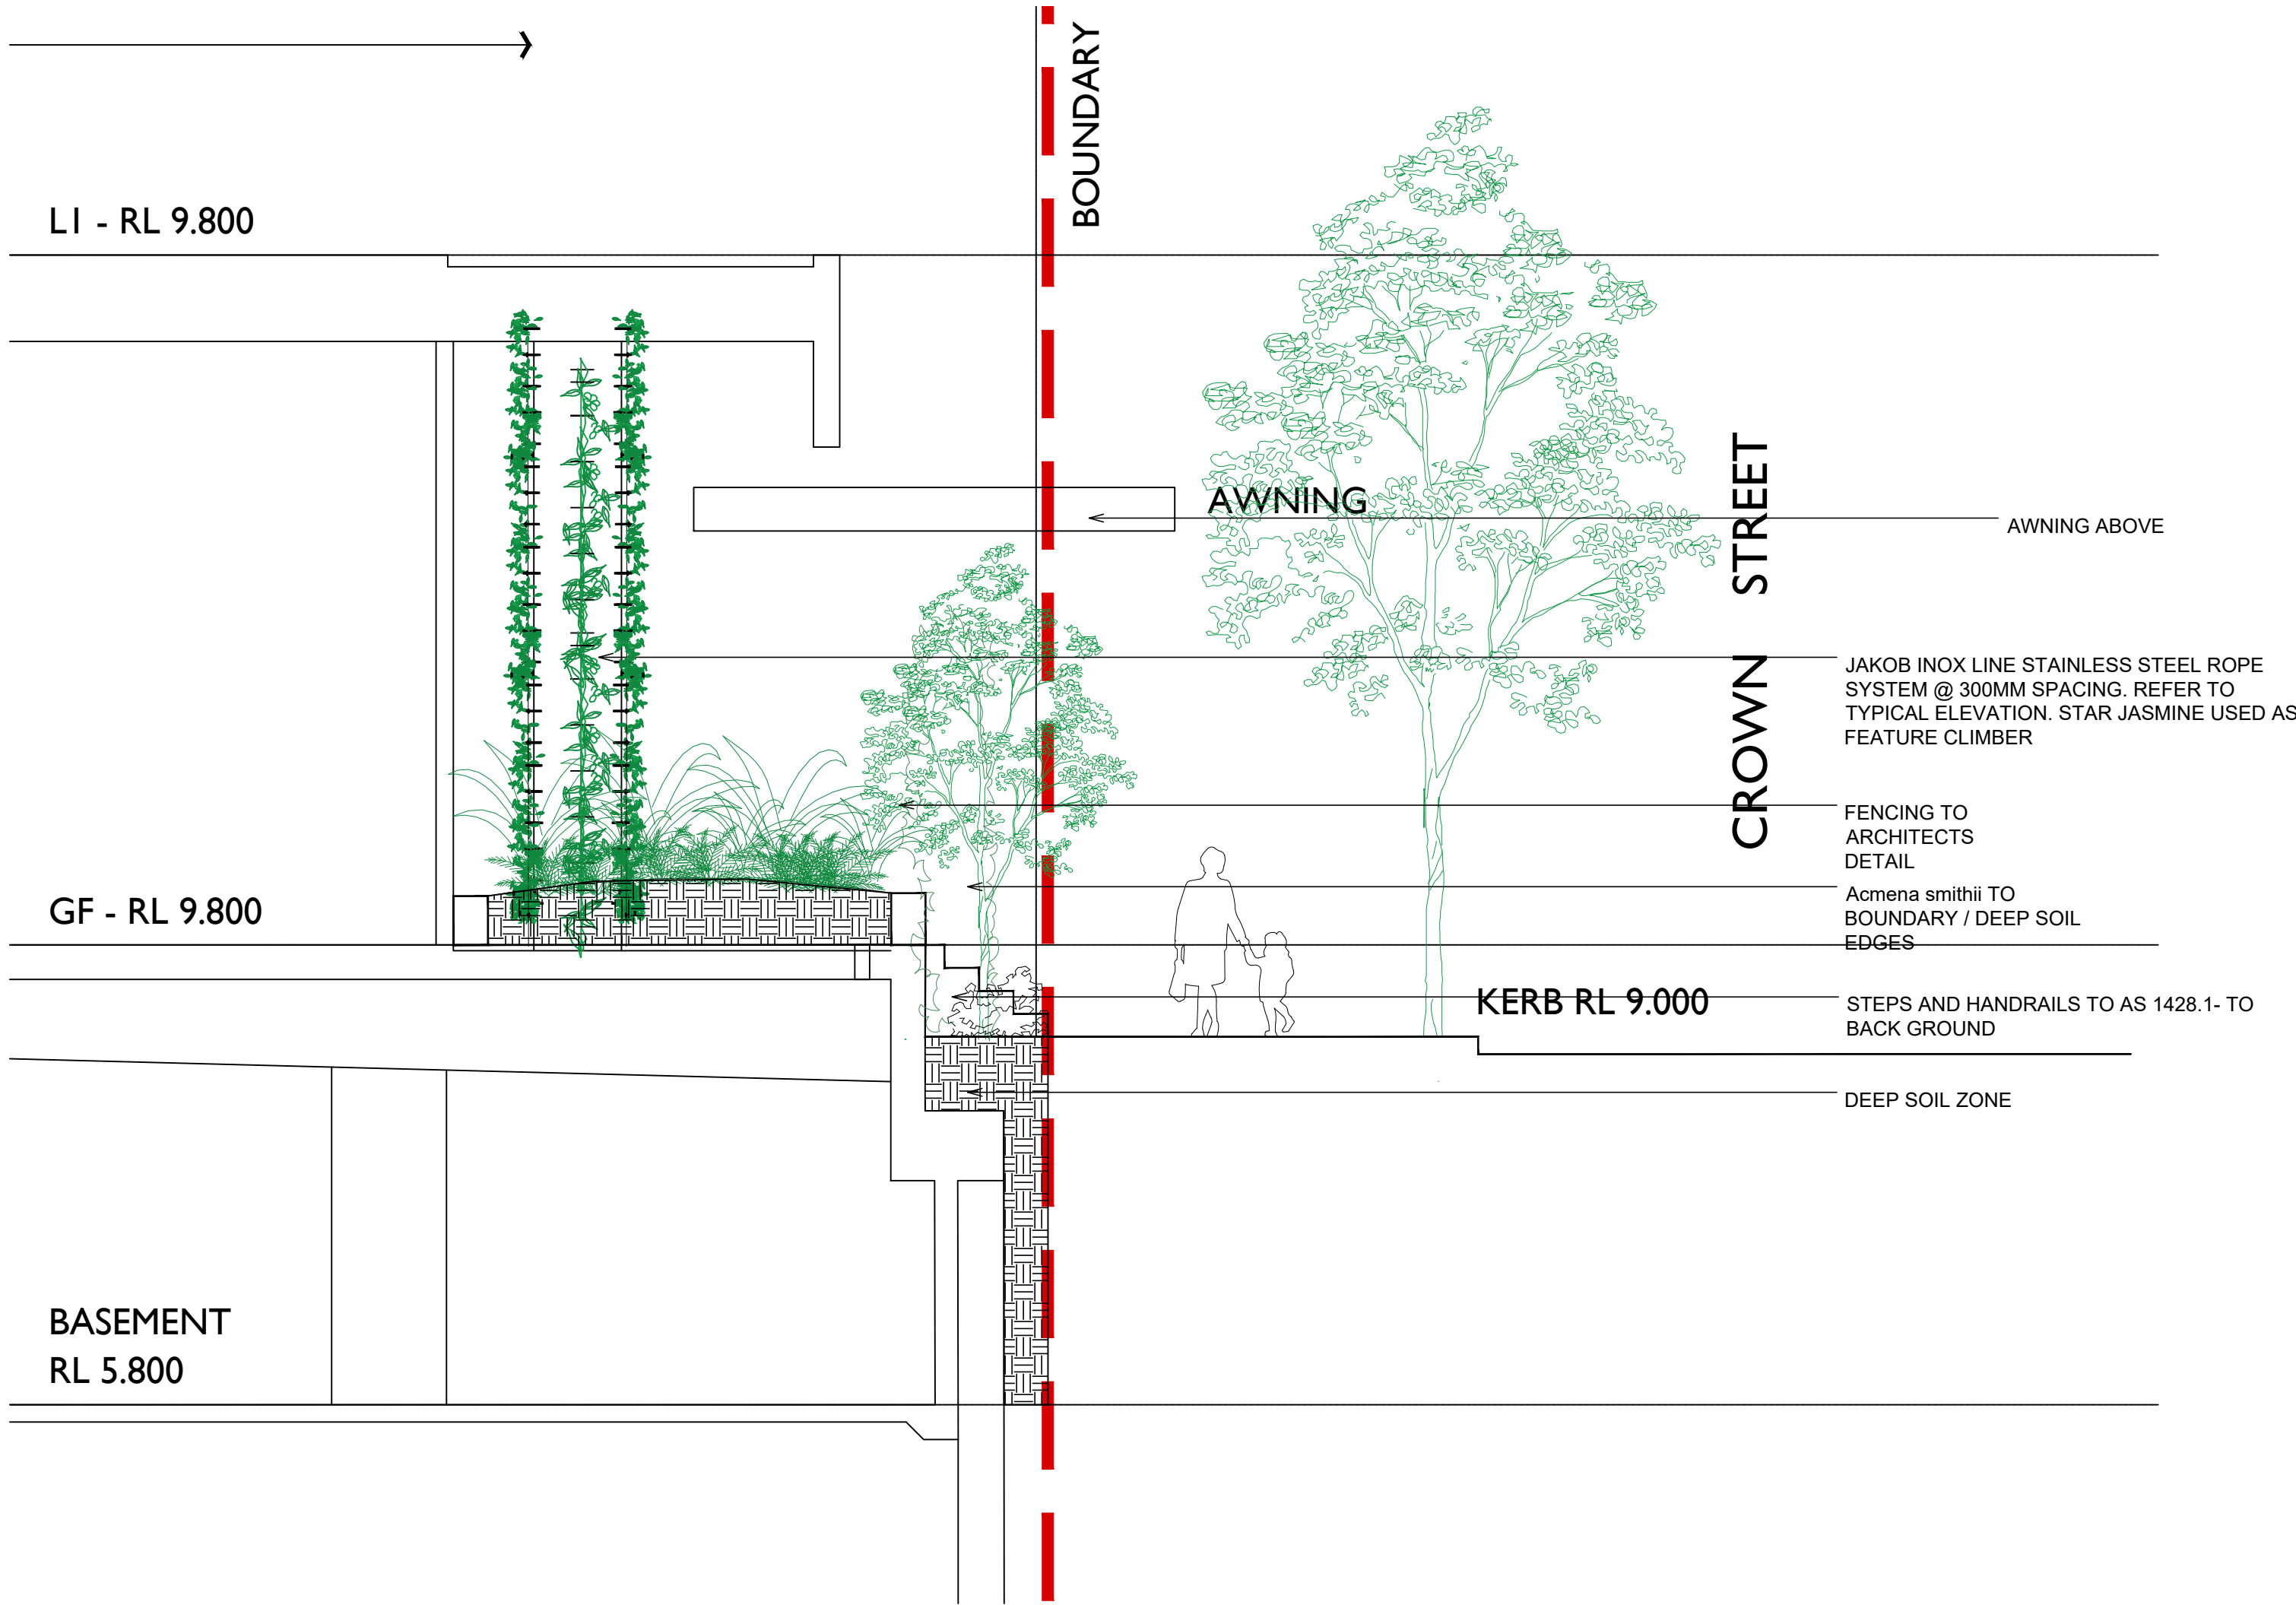 BOUNDARY
L1 - RL 9.800
AWNING
CROWN STREET
AWNING ABOVE
JAKOB INOX LINE STAINLESS STEEL ROPE
SYSTEM @ 300MM SPACING. REFER TO
TYPICAL ELEVATION. STAR JASMINE USED AS
FEATURE CLIMBER
FENCING TO
ARCHITECTS
DETAIL
Acmena smithii TO
BOUNDARY / DEEP SOIL
EDGES
GF - RL 9.800
KERB RL 9.000
STEPS AND HANDRAILS TO AS 1428.1- TO
BACK GROUND
DEEP SOIL ZONE
BASEMENT
RL 5.800